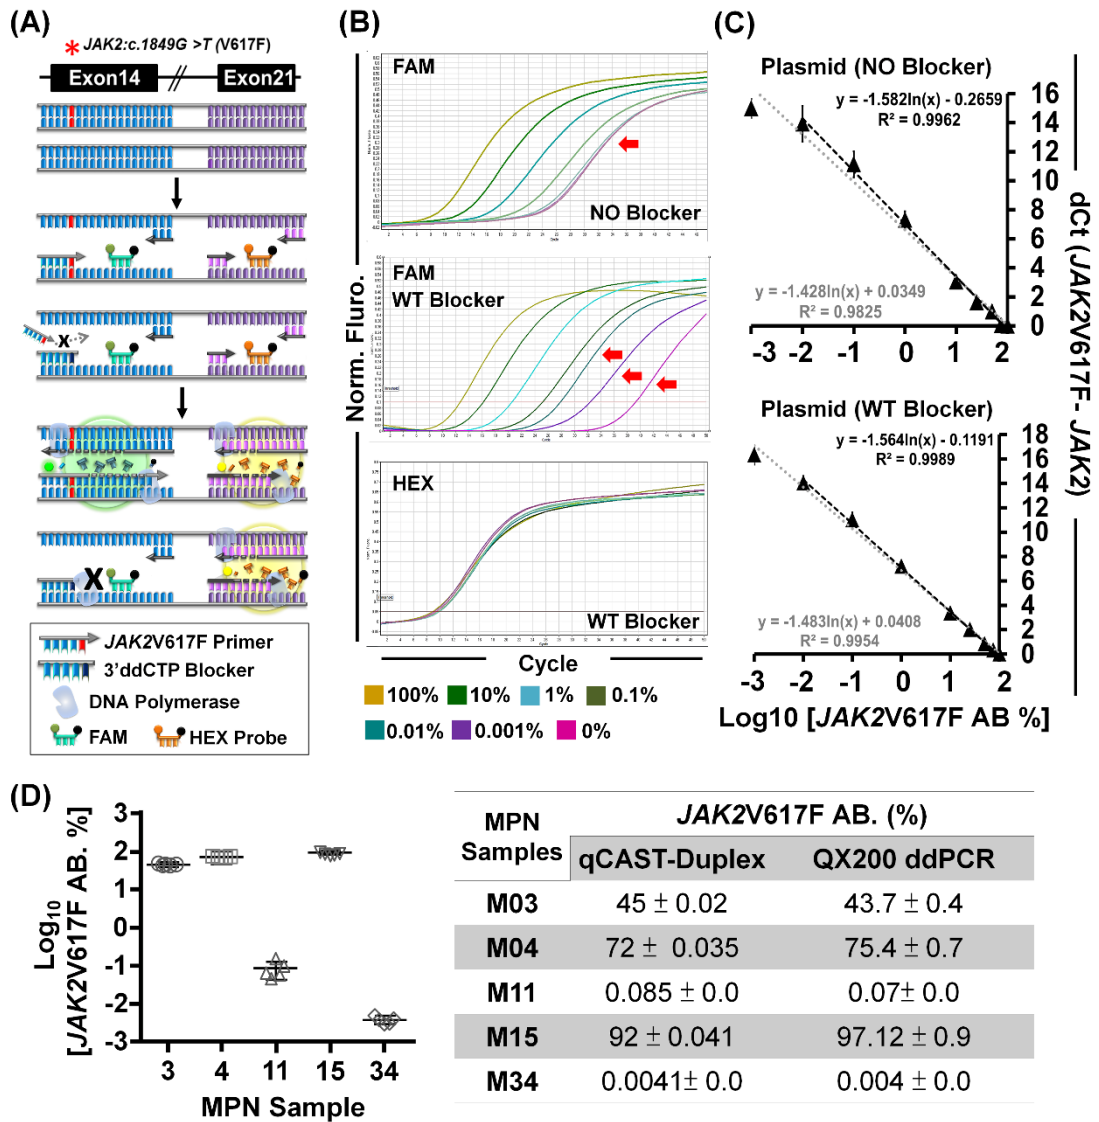 (A)
JAK2:c.1849G >T (V617F)
*
Exon14
Exon21
X
X
JAK2V617F Primer
3'ddCTP Blocker
DNA Polymerase
FAM
HEX Probe
(B)
Norm. Fluro.
FAM
NO Blocker
FAM
WT Blocker
HEX
WT Blocker
Cycle
100%
10%
1%
0.1%
0.01%
0.001%
0%
(C)
Plasmid (NO Blocker)
y = -1.582ln(x) - 0.2659
R² = 0.9962
y = -1.428ln(x) + 0.0349
R² = 0.9825
16
14
12
10
8
6
4
2
0
-3 -2 -1 0 1 2
Plasmid (WT Blocker)
y = -1.564ln(x) - 0.1191
R² = 0.9989
y = -1.483ln(x) + 0.0408
R² = 0.9954
18
16
14
12
10
8
6
4
2
0
-3 -2 -1 0 1 2
Log10 [JAK2V617F AB %]
dCt (JAK2V617F- JAK2)
(D)
Log10
[JAK2V617F AB. %]
3
2
1
0
-1
-2
-3
3 4 11 15 34
MPN Sample
MPN Samples JAK2V617F AB. (%)
qCAST-Duplex QX200 ddPCR
M03 45 ± 0.02 43.7 ± 0.4
M04 72 ± 0.035 75.4 ± 0.7
M11 0.085 ± 0.0 0.07± 0.0
M15 92 ± 0.041 97.12 ± 0.9
M34 0.0041± 0.0 0.004 ± 0.0